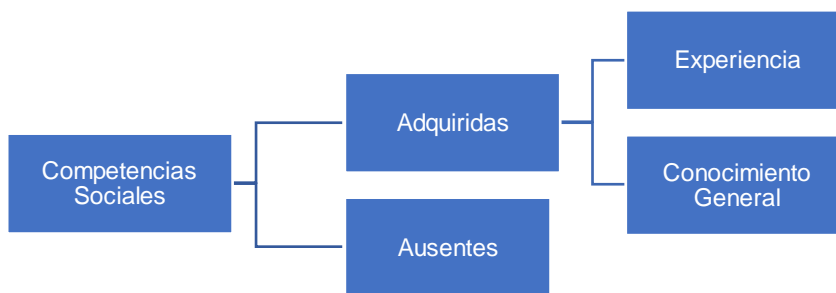 Competencias
Sociales
Adquiridas
Ausentes
Experiencia
Conocimiento
General